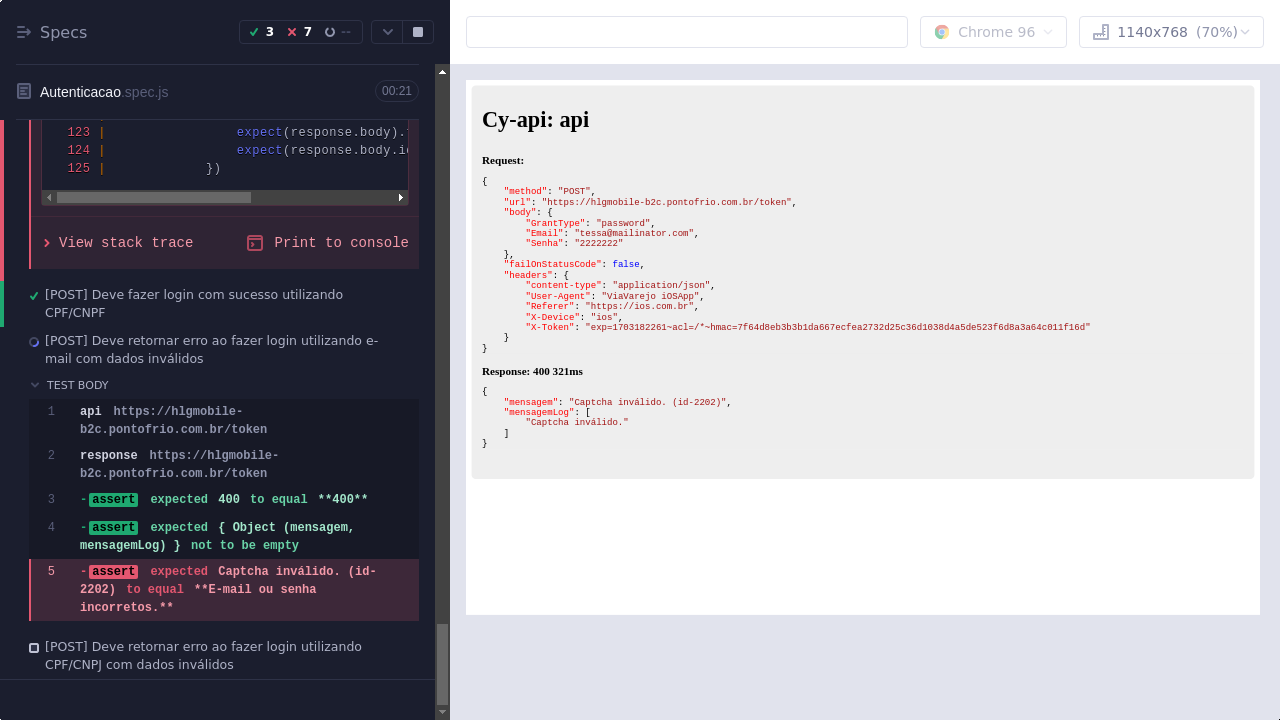 Specs
3
7
--
Chrome 96
1140x768 (70%)
Autenticacao.spec.js
00:21
123 | expect(response.body).
124 | expect(response.body.i
125 | })
View stack trace
Print to console
[POST] Deve fazer login com sucesso utilizando
CPF/CNPF
[POST] Deve retornar erro ao fazer login utilizando e-
mail com dados inválidos
TEST BODY
1 api https://hlgmobile-
b2c.pontofrio.com.br/token
2 response https://hlgmobile-
b2c.pontofrio.com.br/token
3 -assert expected 400 to equal **400**
4 -assert expected { Object (mensagem,
mensagemLog) } not to be empty
5 -assert expected Captcha inválido. (id-
2202) to equal **E-mail ou senha
incorretos.**
[POST] Deve retornar erro ao fazer login utilizando
CPF/CNPJ com dados inválidos
Cy-api: api
Request:
{
"method": "POST",
"url": "https://hlgmobile-b2c.pontofrio.com.br/token",
"body": {
"GrantType": "password",
"Email": "tessa@mailinator.com",
"Senha": "2222222"
},
"failOnStatusCode": false,
"headers": {
"content-type": "application/json",
"User-Agent": "ViaVarejo iOSApp",
"Referer": "https://ios.com.br",
"X-Device": "ios",
"X-Token": "exp=1703182261~acl=/*~hmac=7f64d8eb3b3b1da667ecfea2732d25c36d1038d4a5de523f6d8a3a64c011f16d"
}
}
Response: 400 321ms
{
"mensagem": "Captcha inválido. (id-2202)",
"mensagemLog": [
"Captcha inválido."
]
}